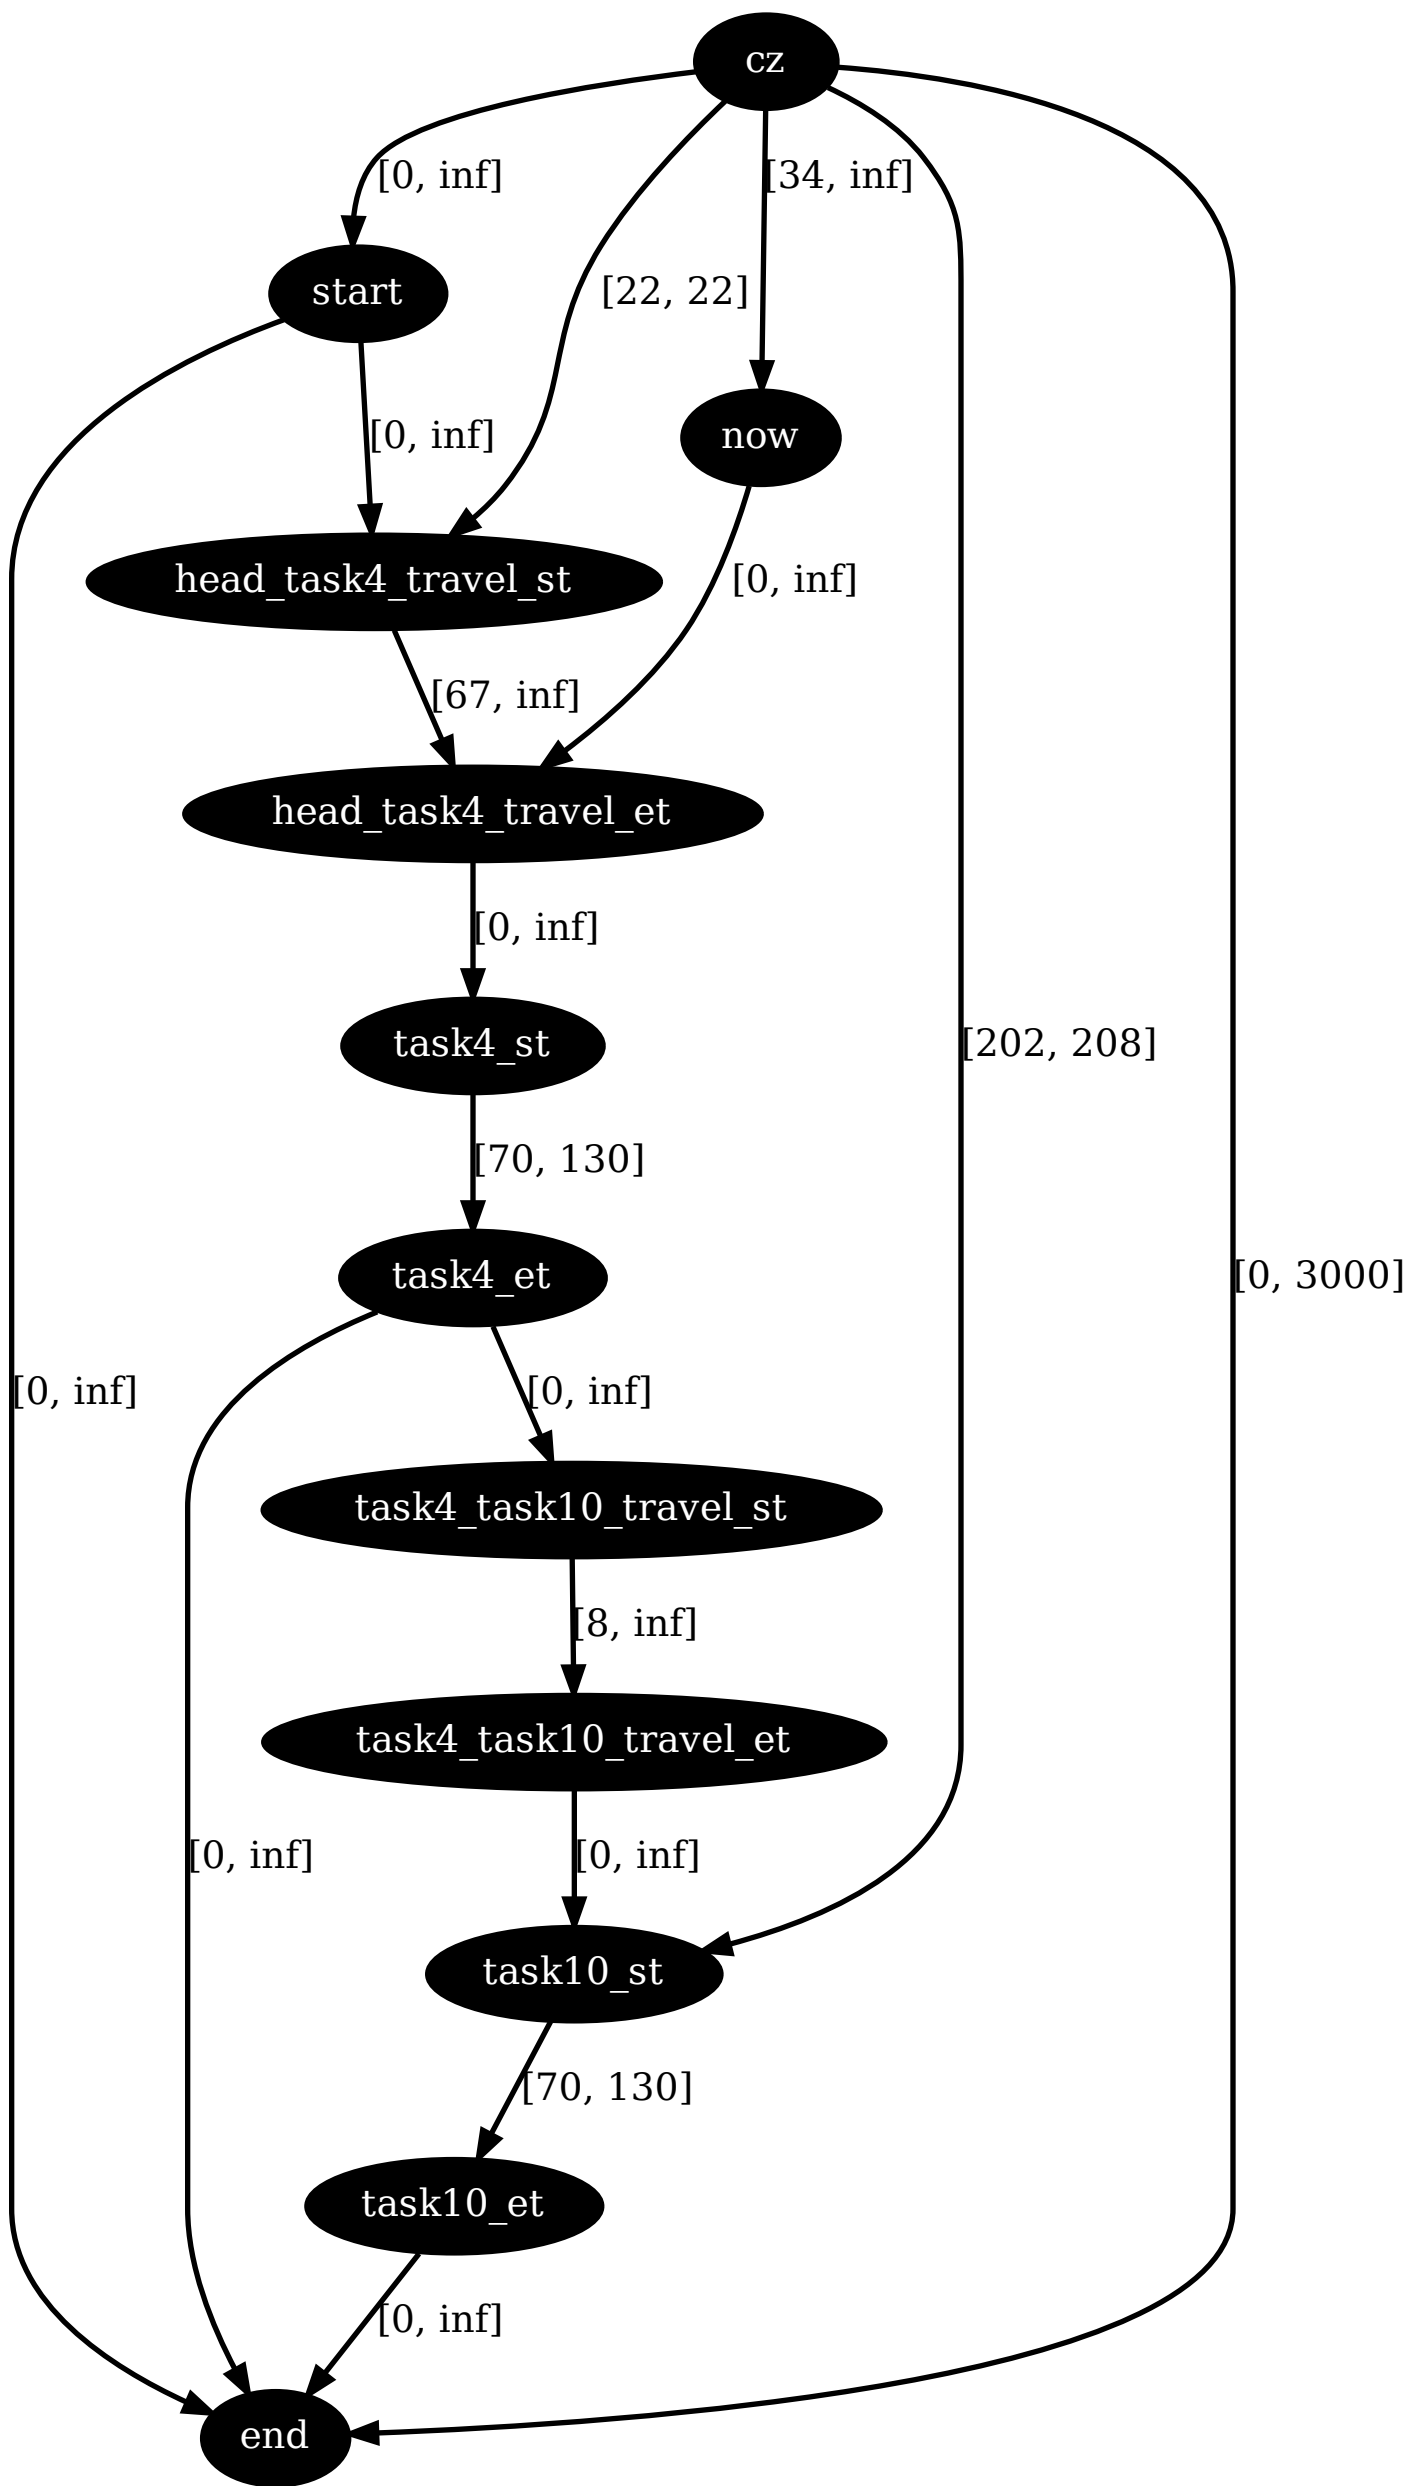 cz
[0, inf]
[34, inf]
start
[22, 22]
now
[0, inf]
head_task4_travel_st
[0, inf]
[67, inf]
head_task4_travel_et
[0, inf]
task4_st
[202, 208]
[70, 130]
task4_et
[0, 3000]
[0, inf]
[0, inf]
task4_task10_travel_st
[8, inf]
task4_task10_travel_et
[0, inf]
[0, inf]
task10_st
[70, 130]
task10_et
[0, inf]
end